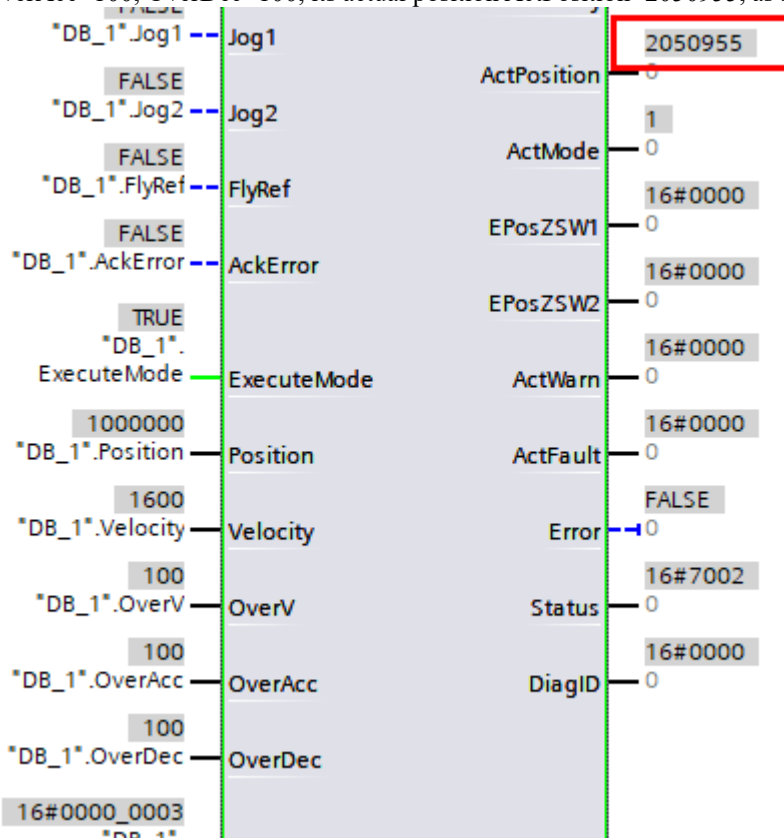 "DB_1".Jog1 Jog1
2050955
ActPosition
FALSE
"DB_1".Jog2 Jog2
1
ActMode 0
FALSE
"DB_1".FlyRef FlyRef
16#0000
EPosZSW1 0
FALSE
"DB_1".AckError AckError
16#0000
EPosZSW2 0
TRUE
"DB_1".
ExecuteMode ExecuteMode
16#0000
ActWarn 0
1000000
"DB_1".Position Position
16#0000
ActFault 0
1600
"DB_1".Velocity Velocity
FALSE
Error 0
100
"DB_1".OverV OverV
16#7002
Status 0
100
"DB_1".OverAcc OverAcc
16#0000
DiagID 0
100
"DB_1".OverDec OverDec
16#0000_0003